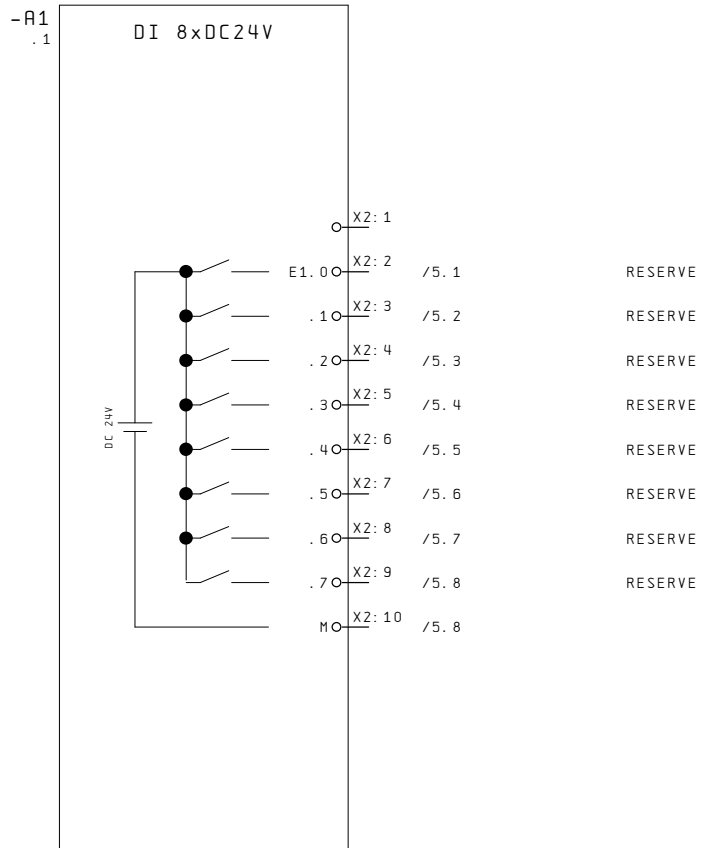 -A1
.1
DI 8xDC24V
X2:1
E1.0 X2:2 /5.1 RESERVE
.1 X2:3 /5.2 RESERVE
.2 X2:4 /5.3 RESERVE
.3 X2:5 /5.4 RESERVE
DC 24V
.4 X2:6 /5.5 RESERVE
.5 X2:7 /5.6 RESERVE
.6 X2:8 /5.7 RESERVE
.7 X2:9 /5.8 RESERVE
M X2:10 /5.8